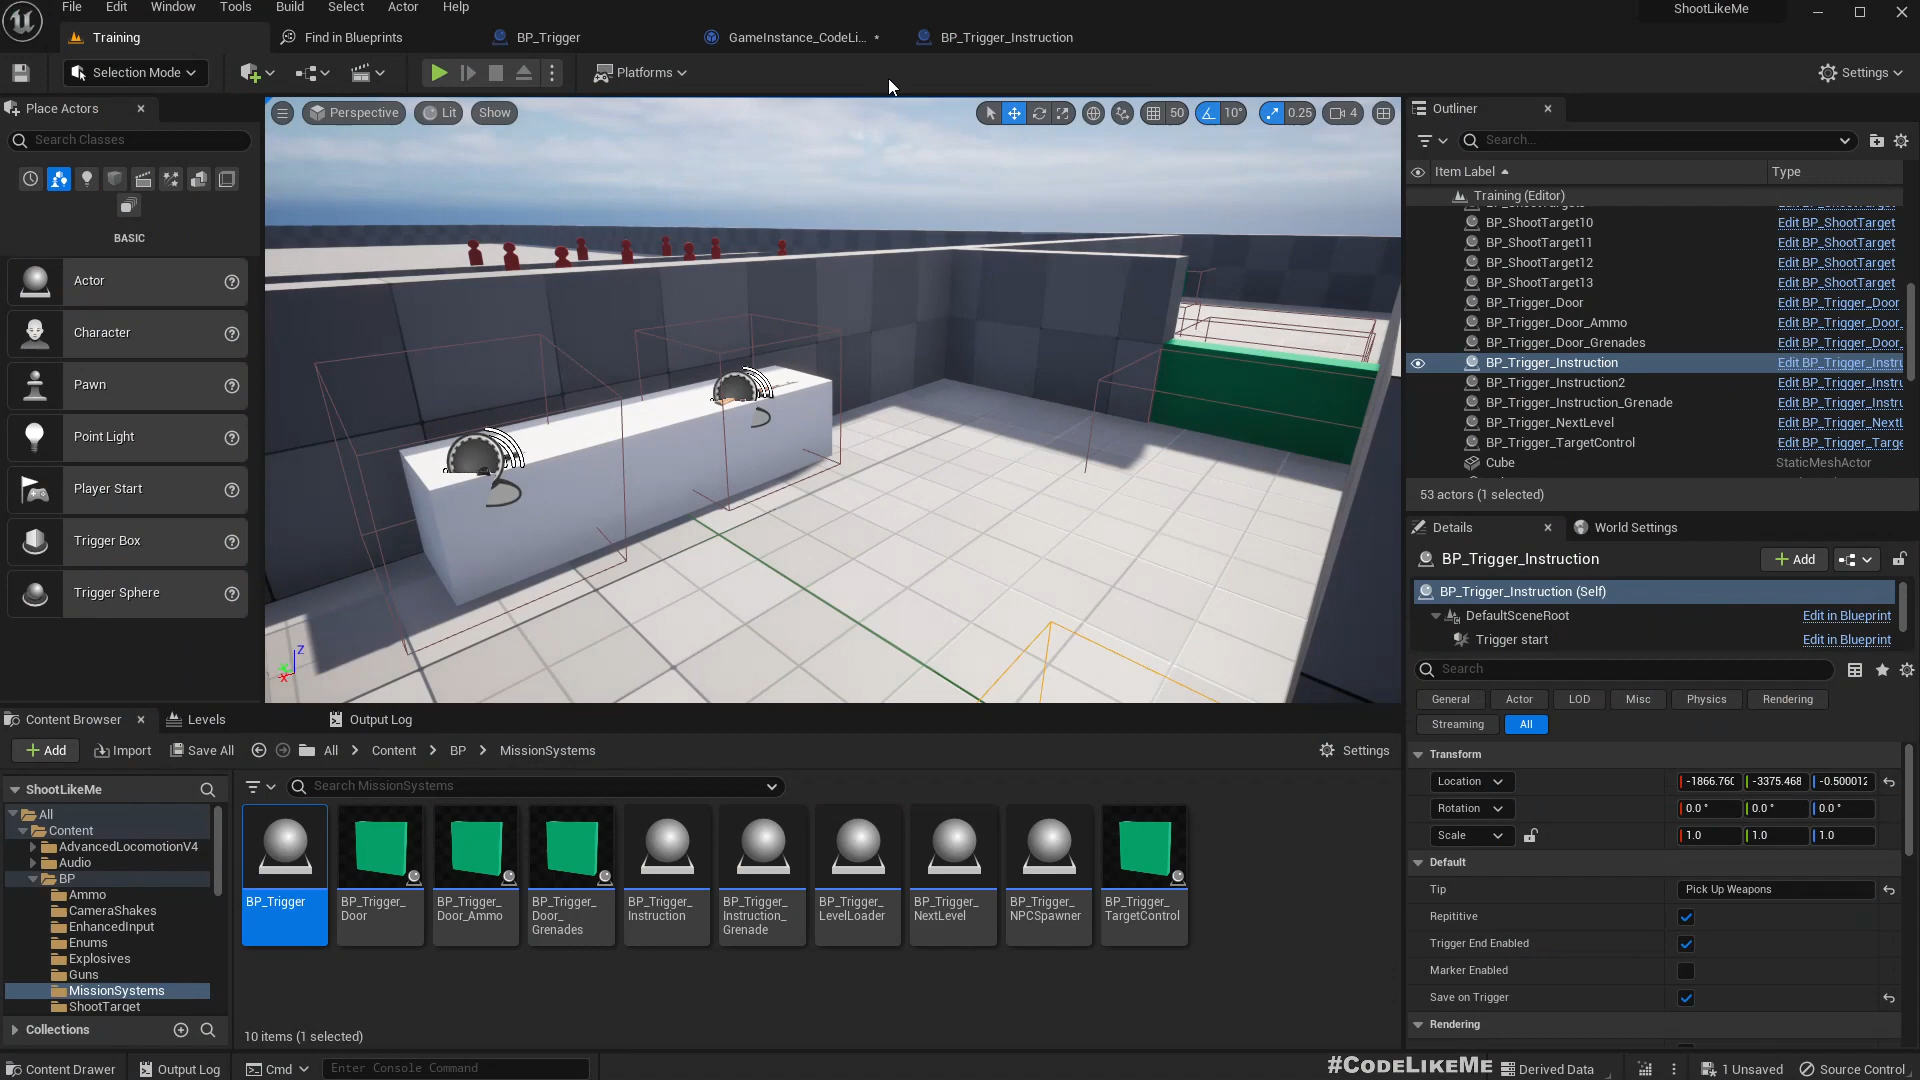 File Edit Window Tools Build Select Actor Help
ShootLikeMe
Training Find in Blueprints BP_Trigger GameInstance_CodeLi... • BP_Trigger_Instruction
Selection Mode Platforms Settings
Place Actors
Search Classes
BASIC
Actor
Character
Pawn
Point Light
Player Start
Trigger Box
Trigger Sphere
Perspective Lit Show 50 10° 0.25 4
Z
X
Outliner
Search...
Item Label Type
Training (Editor)
BP_ShootTarget10 Edit BP_ShootTarget
BP_ShootTarget11 Edit BP_ShootTarget
BP_ShootTarget12 Edit BP_ShootTarget
BP_ShootTarget13 Edit BP_ShootTarget
BP_Trigger_Door Edit BP_Trigger_Door
BP_Trigger_Door_Ammo Edit BP_Trigger_Door_
BP_Trigger_Door_Grenades Edit BP_Trigger_Door_
BP_Trigger_Instruction Edit BP_Trigger_Instru
BP_Trigger_Instruction2 Edit BP_Trigger_Instru
BP_Trigger_Instruction_Grenade Edit BP_Trigger_Instru
BP_Trigger_NextLevel Edit BP_Trigger_NextL
BP_Trigger_TargetControl Edit BP_Trigger_Targe
Cube StaticMeshActor
53 actors (1 selected)
Details World Settings
BP_Trigger_Instruction Add
BP_Trigger_Instruction (Self)
DefaultSceneRoot Edit in Blueprint
Trigger start Edit in Blueprint
Search
General Actor LOD Misc Physics Rendering
Streaming All
Transform
Location -1866.760 -3375.468 -0.500012
Rotation 0.0 ° 0.0 ° 0.0 °
Scale 1.0 1.0 1.0
Default
Tip Pick Up Weapons
Repititive
Trigger End Enabled
Marker Enabled
Save on Trigger
Rendering
Content Browser Levels Output Log
Add Import Save All All Content BP MissionSystems Settings
ShootLikeMe
All
Content
AdvancedLocomotionV4
Audio
BP
Ammo
CameraShakes
EnhancedInput
Enums
Explosives
Guns
MissionSystems
ShootTarget
Collections
Search MissionSystems
BP_Trigger
BP_Trigger_
Door
BP_Trigger_
Door_Ammo
BP_Trigger_
Door_
Grenades
BP_Trigger_
Instruction
BP_Trigger_
Instruction_
Grenade
BP_Trigger_
LevelLoader
BP_Trigger_
NextLevel
BP_Trigger_
NPCSpawner
BP_Trigger_
TargetControl
10 items (1 selected)
Content Drawer Output Log Cmd Enter Console Command #CODELIKEME Derived Data 1 Unsaved Source Control